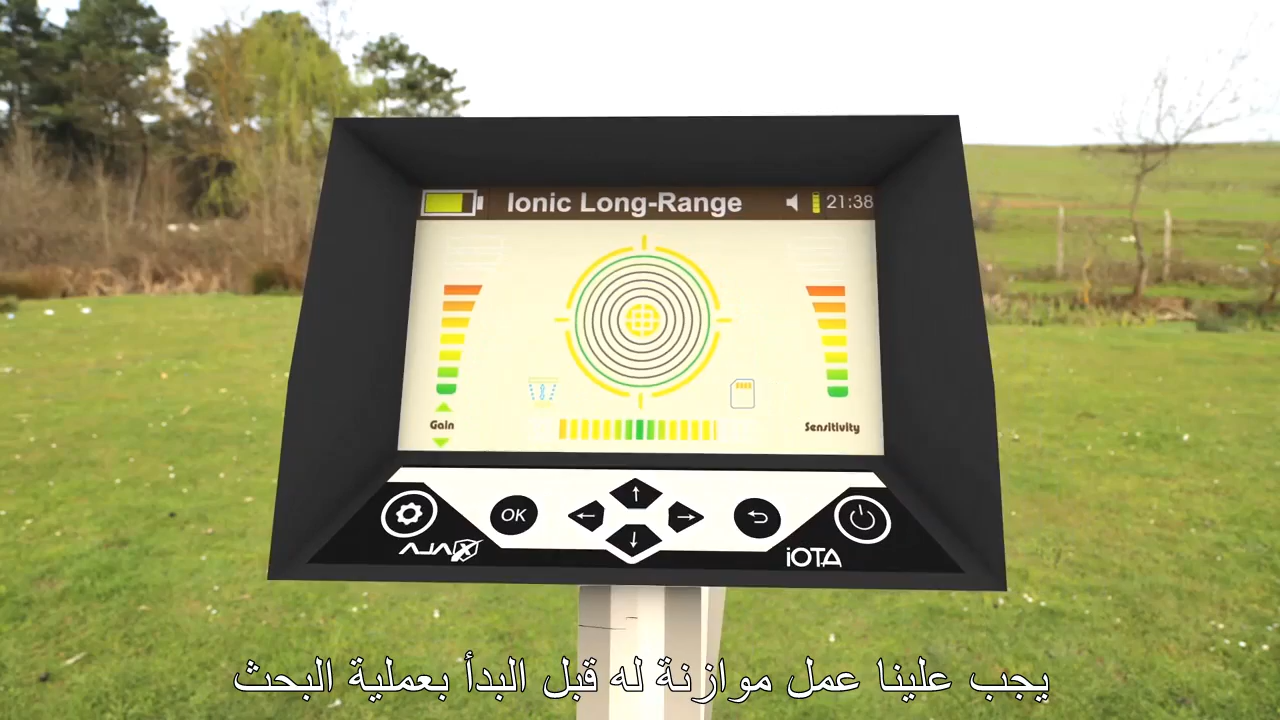 Ionic Long-Range
21:38
Gain
Sensitivity
OK
AJAX
iOTA
يجب علينا عمل موازنة له قبل البدأ بعملية البحث